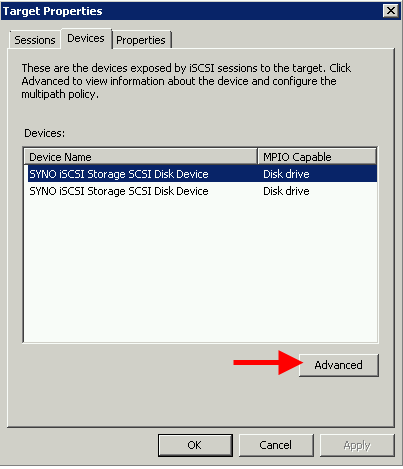 Target Properties
Sessions Devices Properties
These are the devices exposed by iSCSI sessions to the target. Click
Advanced to view information about the device and configure the
multipath policy.
Devices:
Device Name MPIO Capable
SYNO iSCSI Storage SCSI Disk Device Disk drive
SYNO iSCSI Storage SCSI Disk Device Disk drive
Advanced
OK Cancel Apply